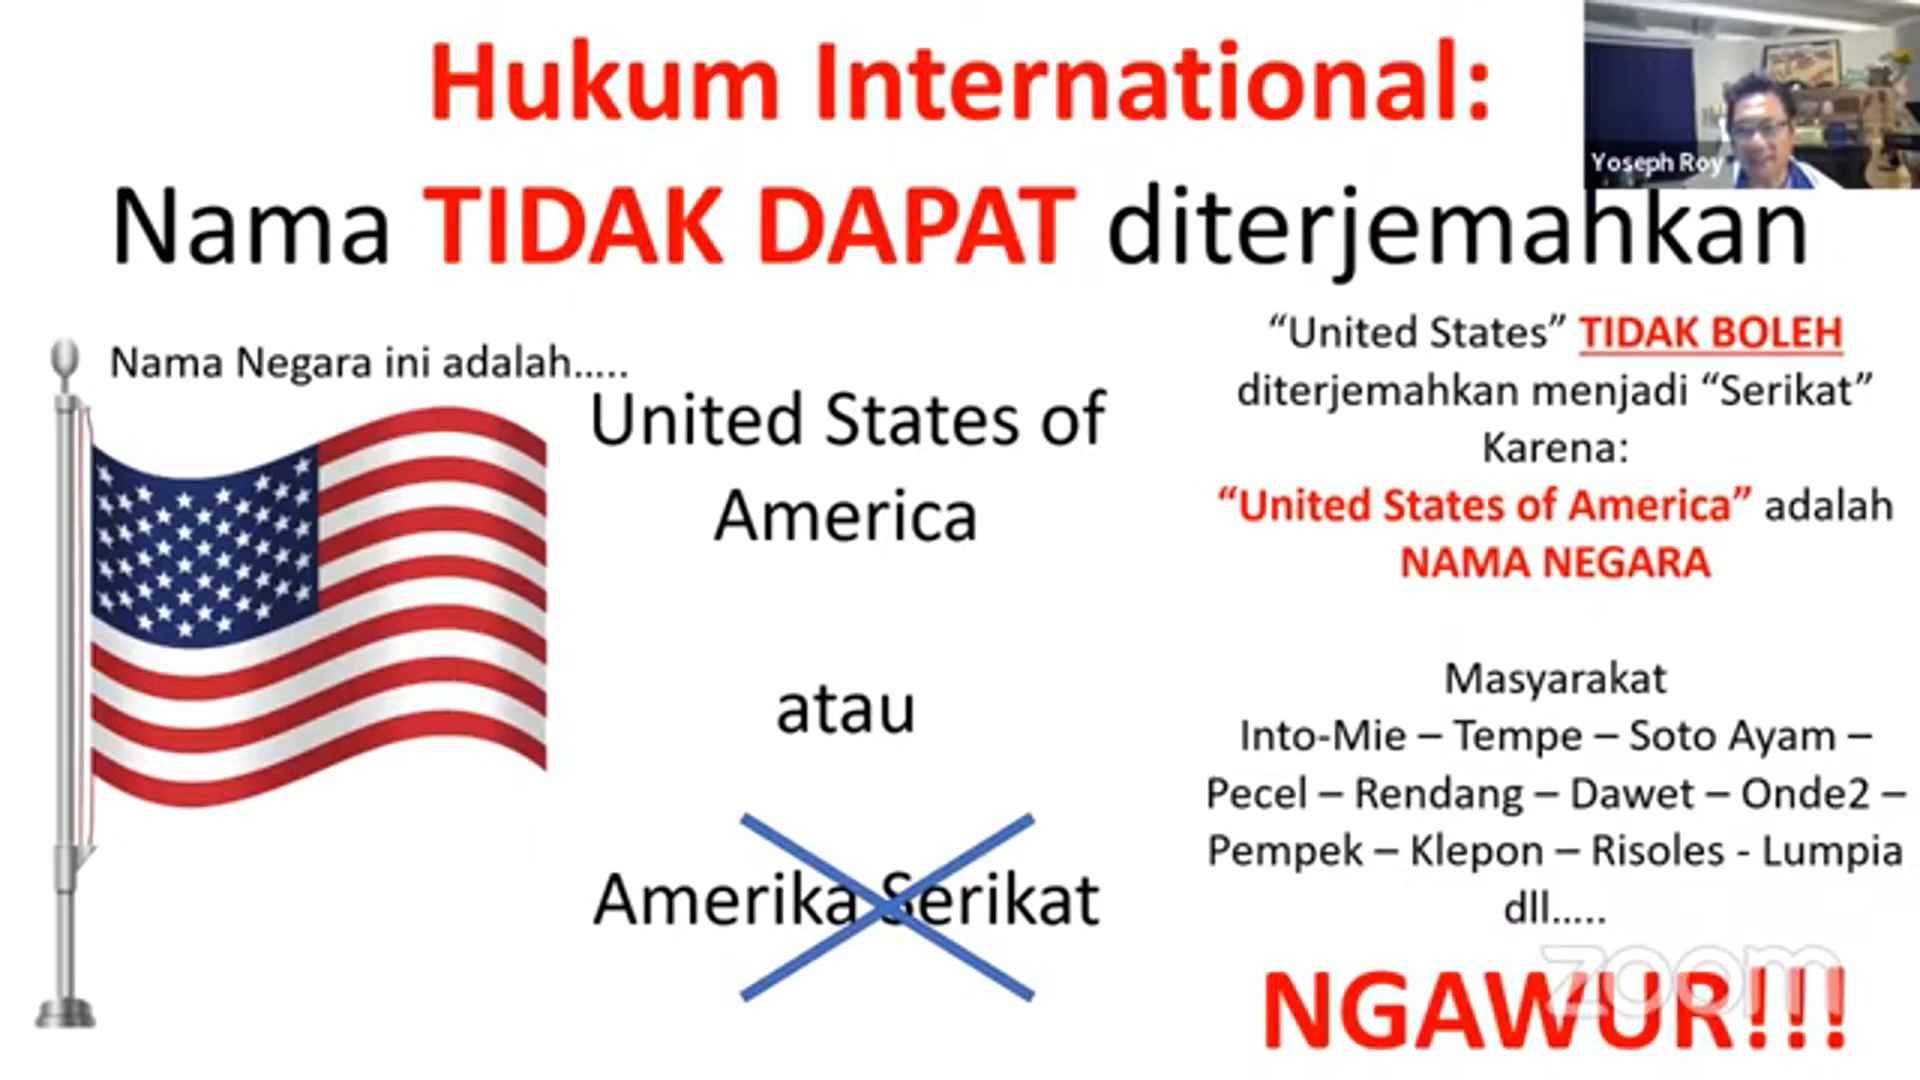 Hukum International:
Yoseph Roy
Nama TIDAK DAPAT diterjemahkan
Nama Negara ini adalah.....
United States of
America
atau
Amerika Serikat
“United States” TIDAK BOLEH
diterjemahkan menjadi “Serikat”
Karena:
“United States of America” adalah
NAMA NEGARA
Masyarakat
Into-Mie – Tempe – Soto Ayam –
Pecel – Rendang – Dawet – Onde2 –
Pempek – Klepon – Risoles - Lumpia
dll.....
zoom
NGAWUR!!!